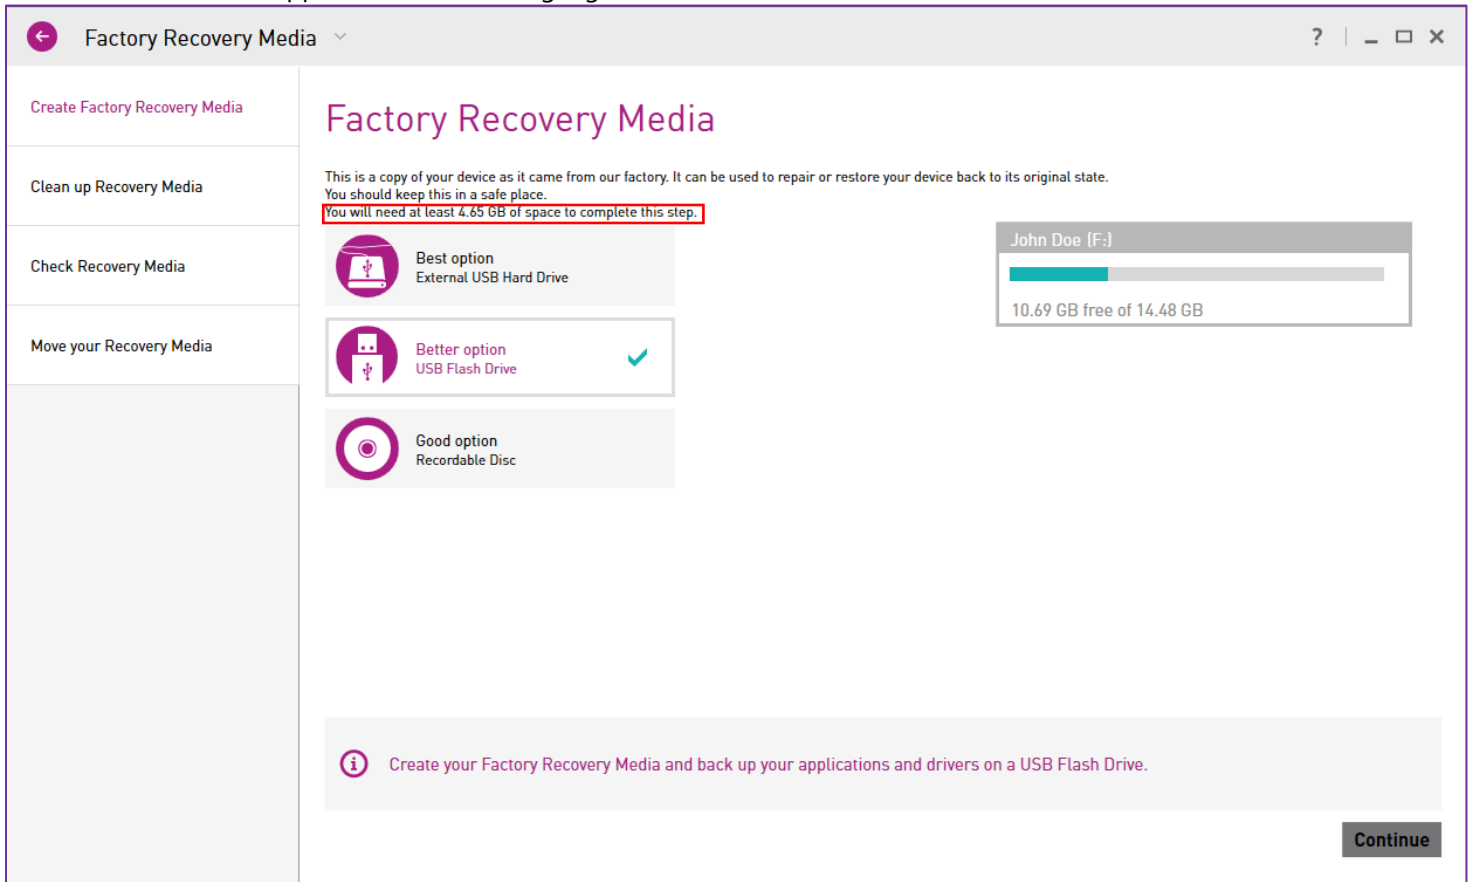 Factory Recovery Media
?
Create Factory Recovery Media
Clean up Recovery Media
Check Recovery Media
Move your Recovery Media
Factory Recovery Media
This is a copy of your device as it came from our factory. It can be used to repair or restore your device back to its original state.
You should keep this in a safe place.
You will need at least 4.65 GB of space to complete this step.
Best option
External USB Hard Drive
Better option
USB Flash Drive
Good option
Recordable Disc
John Doe (F:)
10.69 GB free of 14.48 GB
Create your Factory Recovery Media and back up your applications and drivers on a USB Flash Drive.
Continue